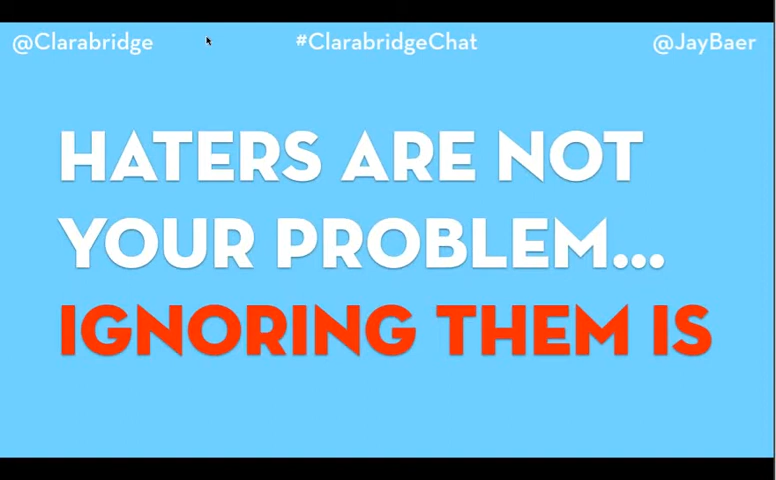 @Clarabridge #ClarabridgeChat @JayBaer
HATERS ARE NOT
YOUR PROBLEM...
IGNORING THEM IS